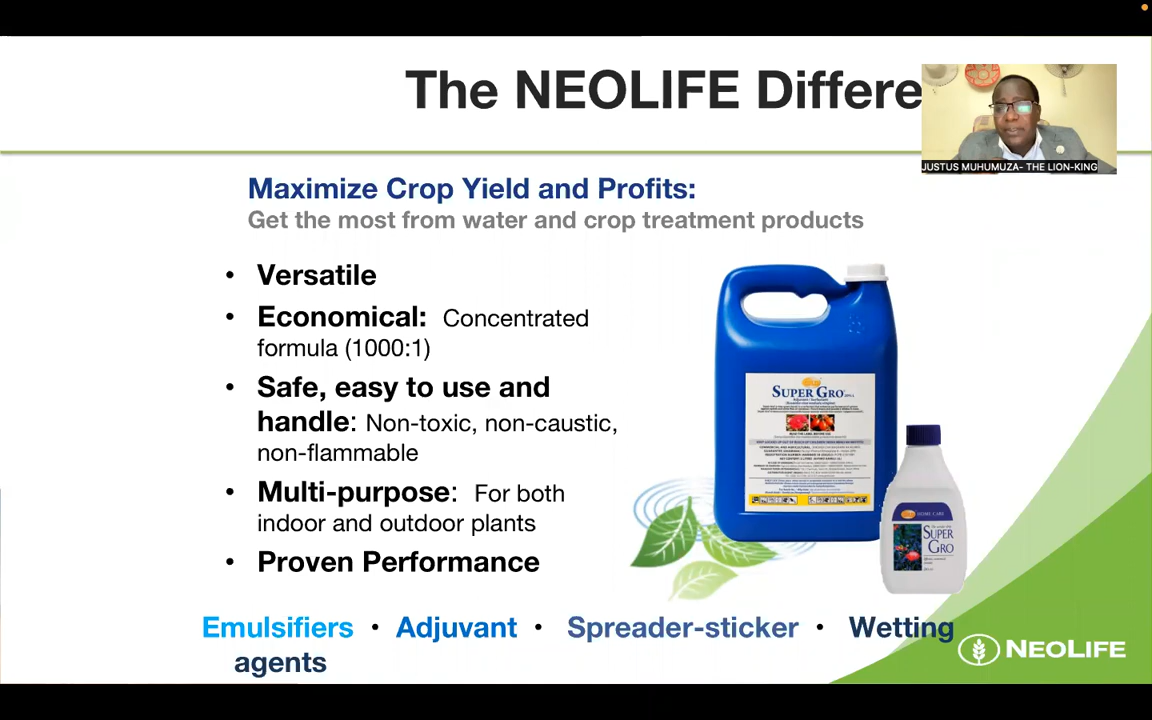 The NEOLIFE Differe
JUSTUS MUHUMUZA- THE LION-KING
Maximize Crop Yield and Profits:
Get the most from water and crop treatment products
• Versatile
• Economical: Concentrated
formula (1000:1)
• Safe, easy to use and
handle: Non-toxic, non-caustic,
non-flammable
• Multi-purpose: For both
indoor and outdoor plants
• Proven Performance
SUPER GRO
HOME CARE
SUPER
GRO
Emulsifiers • Adjuvant • Spreader-sticker • Wetting
agents
NEOLIFE